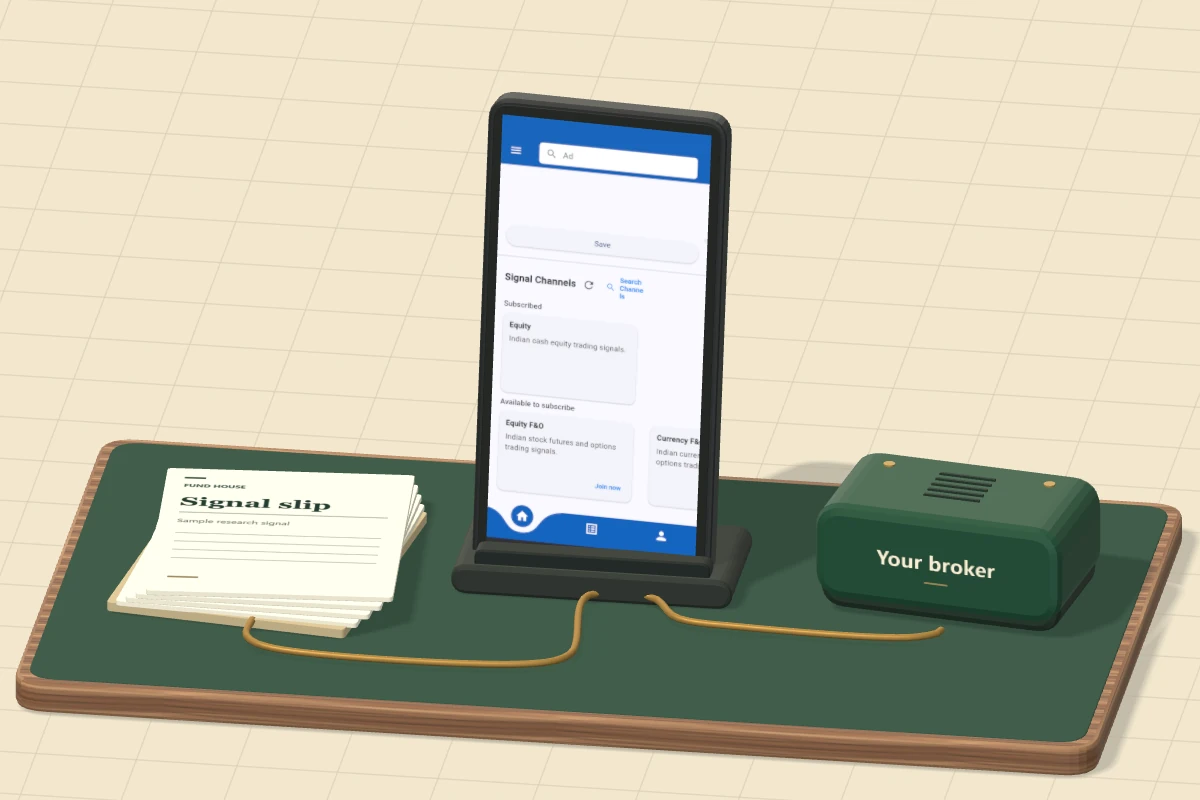 Ad
Save
Signal Channels
Search
Channe
ls
Subscribed
Equity
Indian cash equity trading signals.
Available to subscribe
Equity F&O
Indian stock futures and options
trading signals.
Join now
Currency F&
Indian curre
options trad
FUND HOUSE
Signal slip
Sample research signal
Your broker